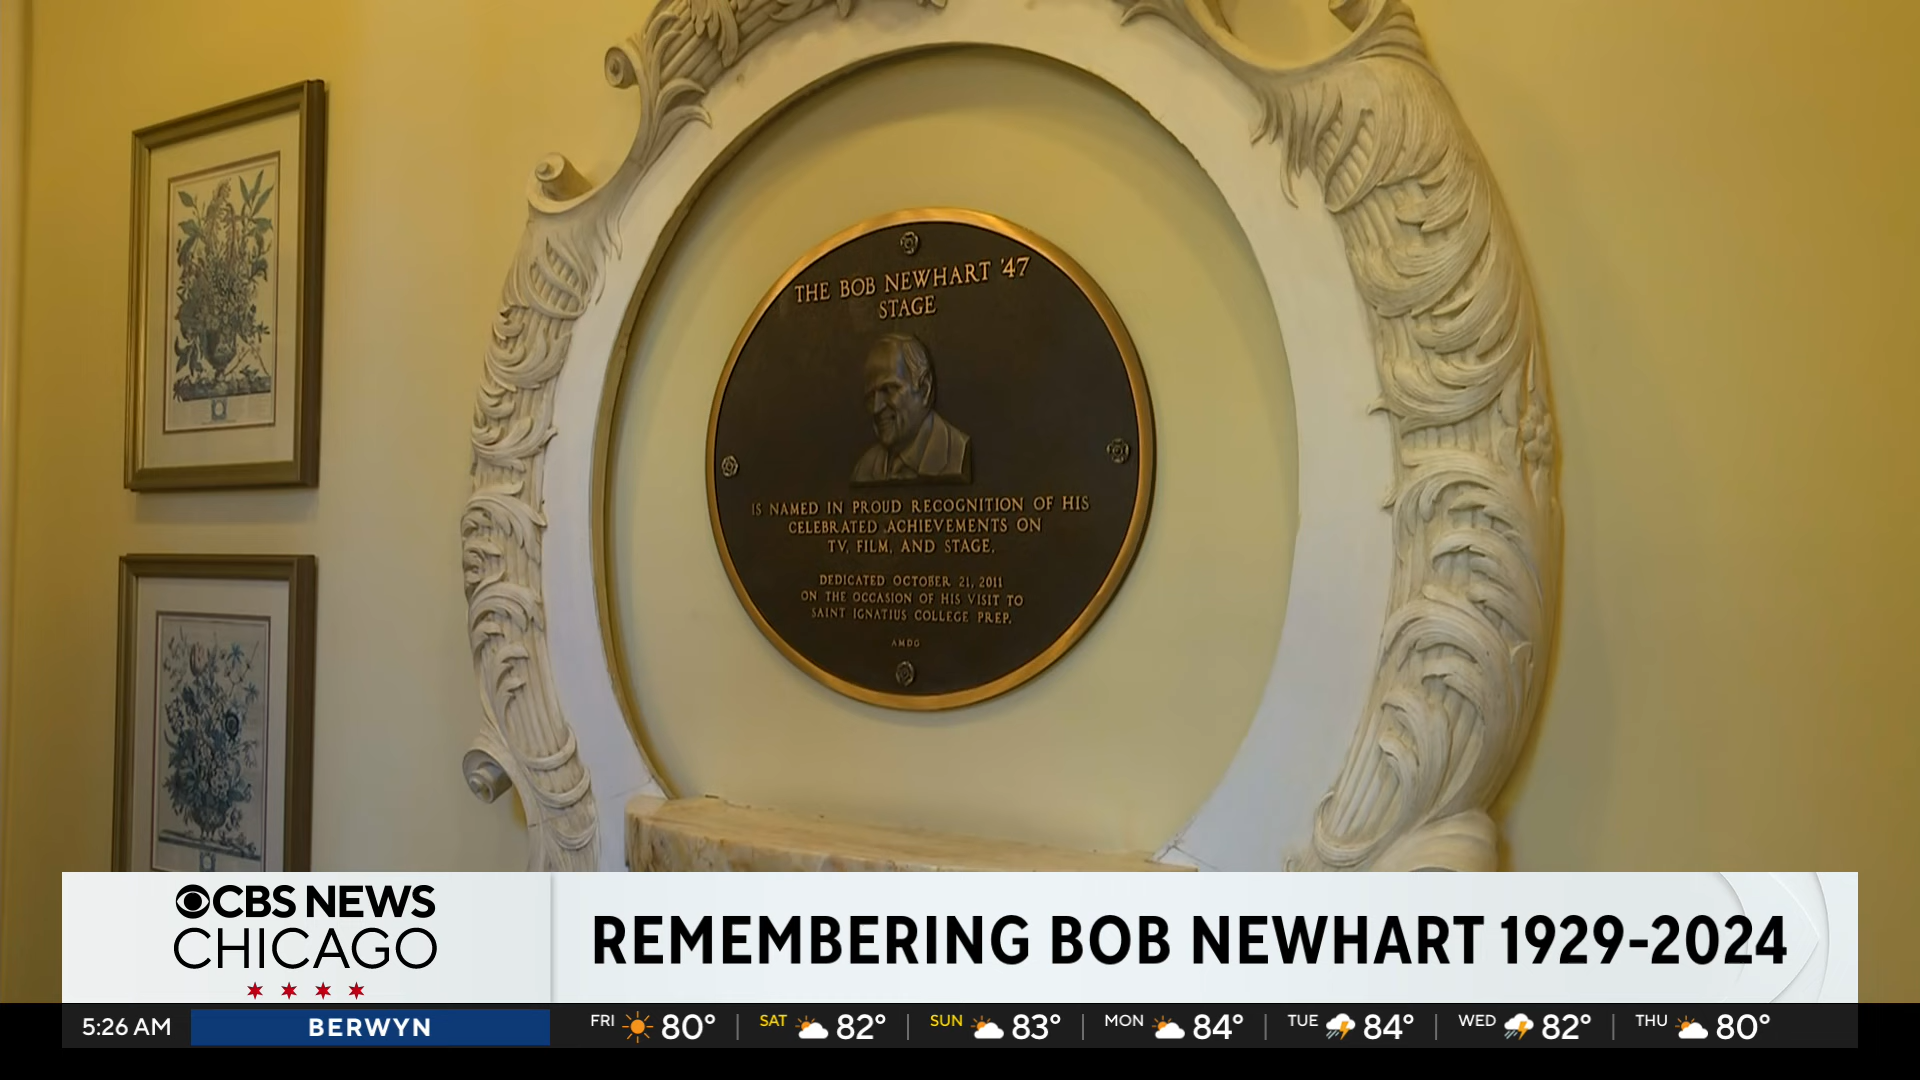 THE BOB NEWHART '47
STAGE
IS NAMED IN PROUD RECOGNITION OF HIS
CELEBRATED ACHIEVEMENTS ON
TV, FILM, AND STAGE.
DEDICATED OCTOBER 21, 2011
ON THE OCCASION OF HIS VISIT TO
SAINT IGNATIUS COLLEGE PREP.
AMDG
CBS NEWS
CHICAGO
REMEMBERING BOB NEWHART 1929-2024
5:26 AM BERWYN FRI 80° SAT 82° SUN 83° MON 84° TUE 84° WED 82° THU 80°